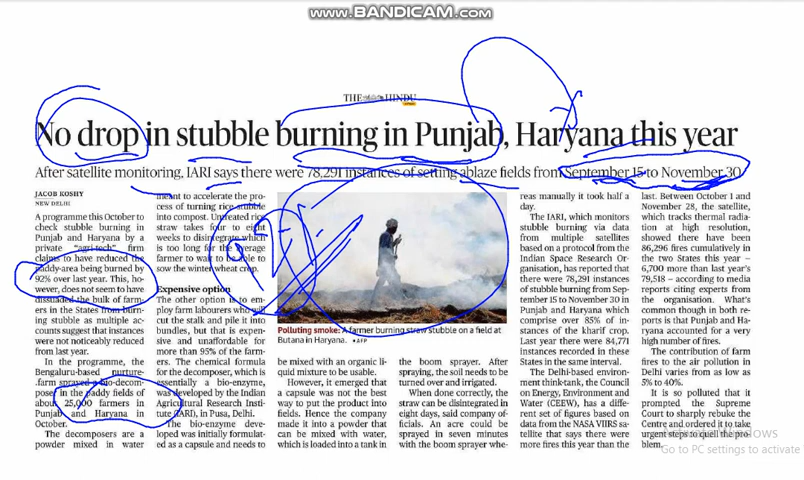 www.BANDICAM.com
THE HINDU
No drop in stubble burning in Punjab, Haryana this year
After satellite monitoring, IARI says there were 78,291 instances of setting ablaze fields from September 15 to November 30
JACOB KOSHY
NEW DELHI
A programme this October to
check stubble burning in
Punjab and Haryana by a
private "agri-tech" firm
claims to have reduced the
paddy-area being burned by
92% over last year. This, ho-
wever, does not seem to have
dissuaded the bulk of farm-
ers in the States from burn-
ing stubble as multiple ac-
counts suggest that instances
were not noticeably reduced
from last year.
In the programme, the
Bengaluru-based nurture.
farm sprayed a bio-decom-
poser in the paddy fields of
about 25,000 farmers in
Punjab and Haryana in
October.
The decomposers are a
powder mixed in water
meant to accelerate the pro-
cess of turning rice stubble
into compost. Untreated rice
straw takes four to eight
weeks to disintegrate which
is too long for the average
farmer to wait to be able to
sow the winter wheat crop.
Expensive option
The other option is to em-
ploy farm labourers who will
cut the stalk and pile it into
bundles, but that is expen-
sive and unaffordable for
more than 95% of the farm-
ers. The chemical formula
for the decomposer, which is
essentially a bio-enzyme,
was developed by the Indian
Agricultural Research Insti-
tute (IARI), in Pusa, Delhi.
The bio-enzyme deve-
loped was initially formulat-
ed as a capsule and needs to
Polluting smoke: A farmer burning straw stubble on a field at
Butana in Haryana. AFP
be mixed with an organic li-
quid mixture to be usable.
However, it emerged that
a capsule was not the best
way to put the product into
fields. Hence the company
made it into a powder that
can be mixed with water,
which is loaded into a tank in
the boom sprayer. After
spraying, the soil needs to be
turned over and irrigated.
When done correctly, the
straw can be disintegrated in
eight days, said company of-
ficials. An acre could be
sprayed in seven minutes
with the boom sprayer whe-
reas manually it took half a
day.
The IARI, which monitors
stubble burning via data
from multiple satellites
based on a protocol from the
Indian Space Research Or-
ganisation, has reported that
there were 78,291 instances
of stubble burning from Sep-
tember 15 to November 30 in
Punjab and Haryana which
comprise over 85% of in-
stances of the kharif crop.
Last year there were 84,771
instances recorded in these
States in the same interval.
The Delhi-based environ-
ment think-tank, the Council
on Energy, Environment and
Water (CEEW), has a dif-
ferent set of figures based on
data from the NASA VIIRS sa-
tellite that says there were
more fires this year than the
last. Between October 1 and
November 28, the satellite,
which tracks thermal radia-
tion at high resolution,
showed there have been
86,296 fires cumulatively in
the two States this year –
6,700 more than last year's
79,518 – according to media
reports citing experts from
the organisation. What's
common though in both re-
ports is that Punjab and Ha-
ryana accounted for a very
high number of fires.
The contribution of farm
fires to the air pollution in
Delhi varies from as low as
5% to 40%.
It is so polluted that it
prompted the Supreme
Court to sharply rebuke the
Centre and ordered it to take
urgent steps to quell the pro-
blem.
Go to PC settings to activate